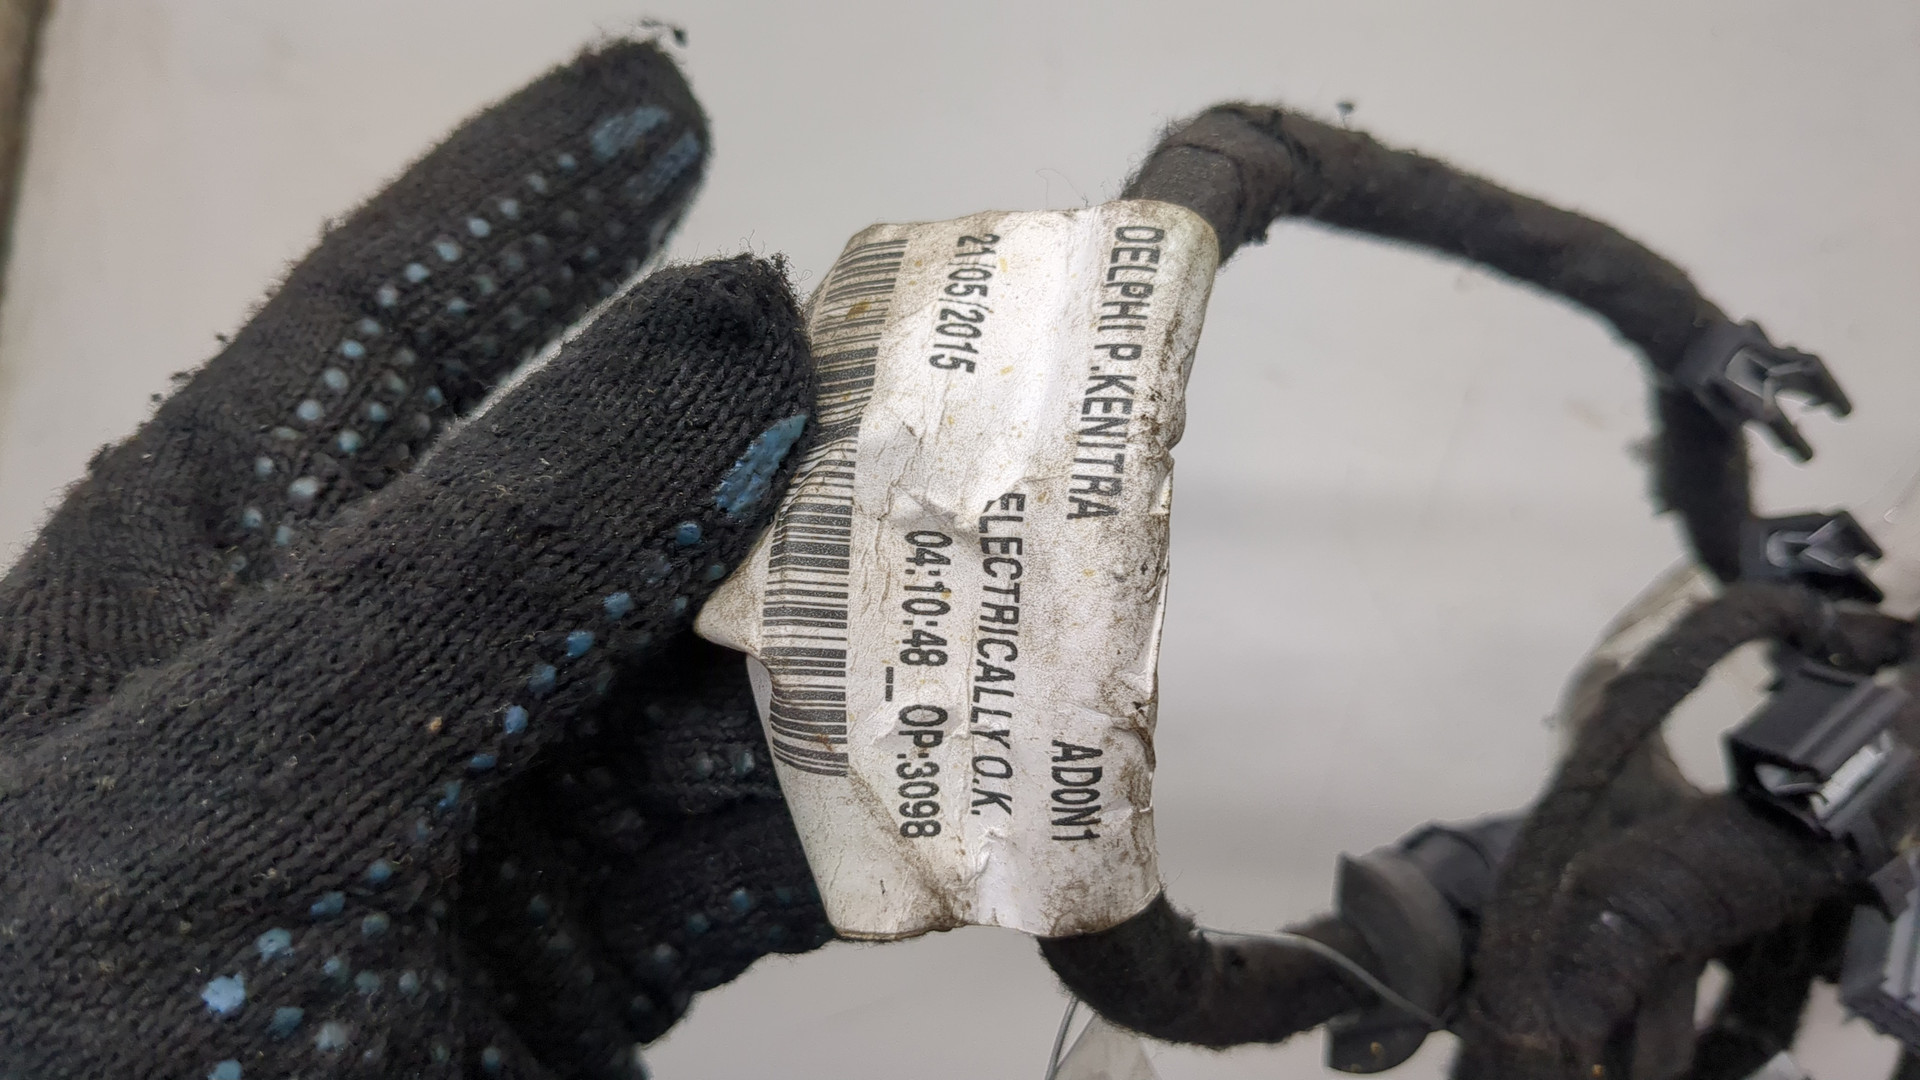 DELPHI P.KENITRA ADON1
ELECTRICALLY O.K.
21/05/2015 04:10:48 OP:3098